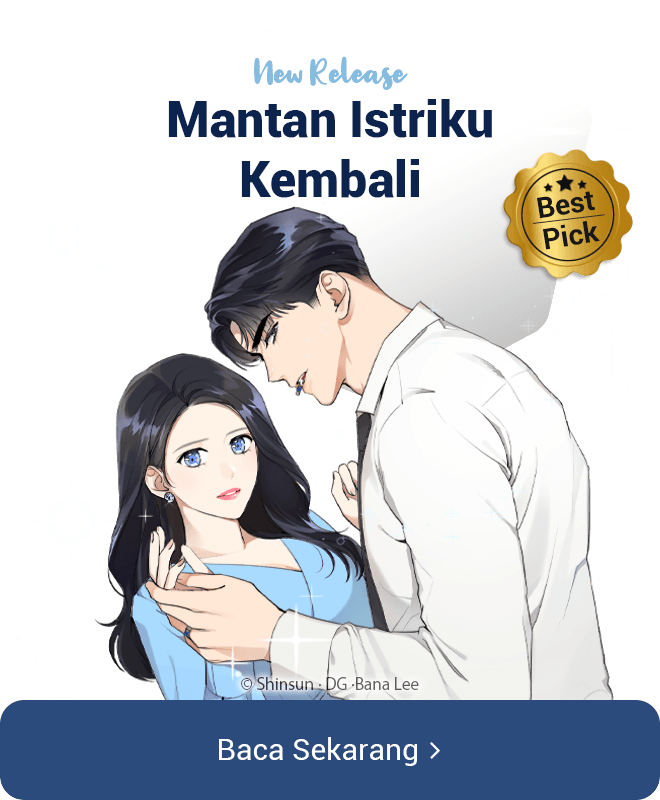 New Release
Mantan Istriku
Kembali
Best
Pick
© Shinsun · DG ·Bana Lee
Baca Sekarang >